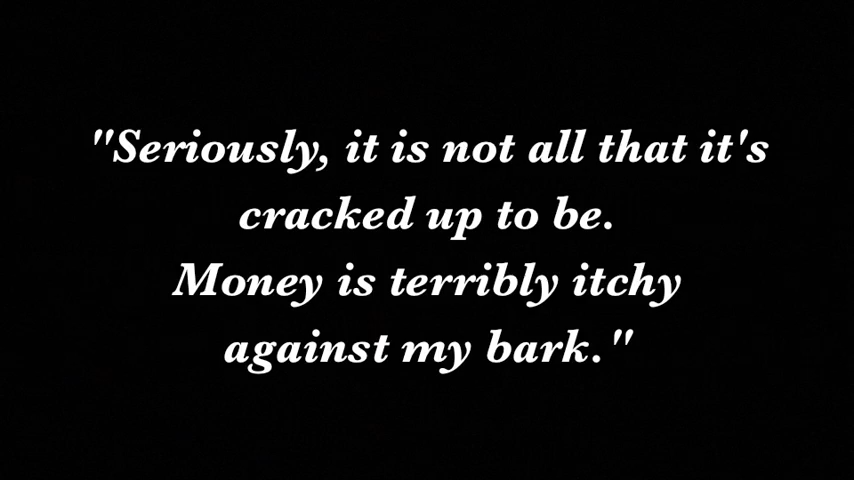 "Seriously, it is not all that it's
cracked up to be.
Money is terribly itchy
against my bark."